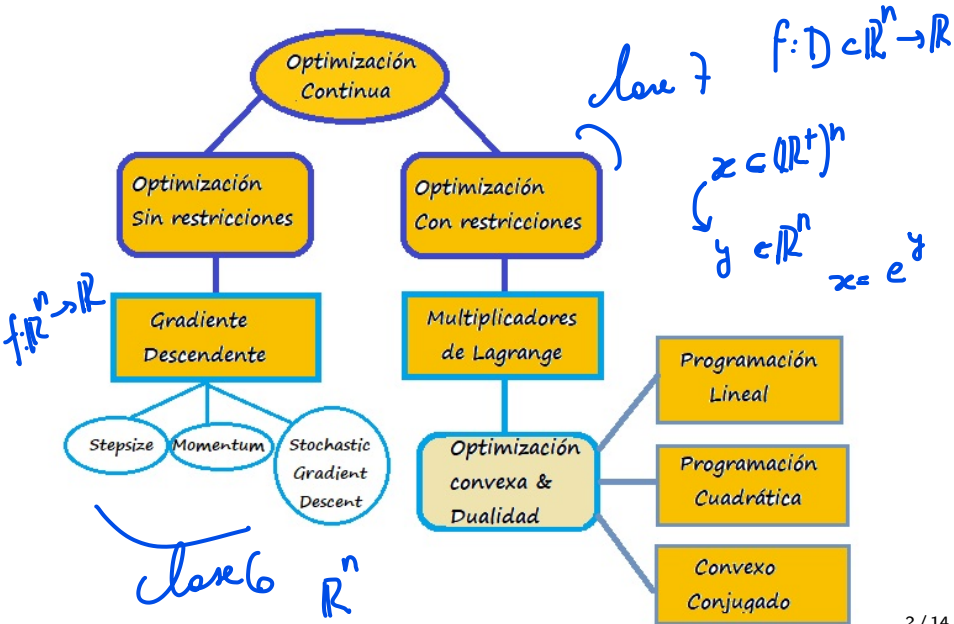 Optimización
Continua
Clase 7
f: D ⊂ ℝⁿ → ℝ
Optimización
Sin restricciones
Optimización
Con restricciones
x ∈ (ℝ⁺)ⁿ
y ∈ ℝⁿ
x = e^y
f: ℝⁿ → ℝ
Gradiente
Descendente
Multiplicadores
de Lagrange
Programación
Lineal
Stepsize
Momentum
Stochastic
Gradient
Descent
Optimización
convexa &
Dualidad
Programación
Cuadrática
Clase 6
ℝⁿ
Convexo
Conjugado
2 / 14